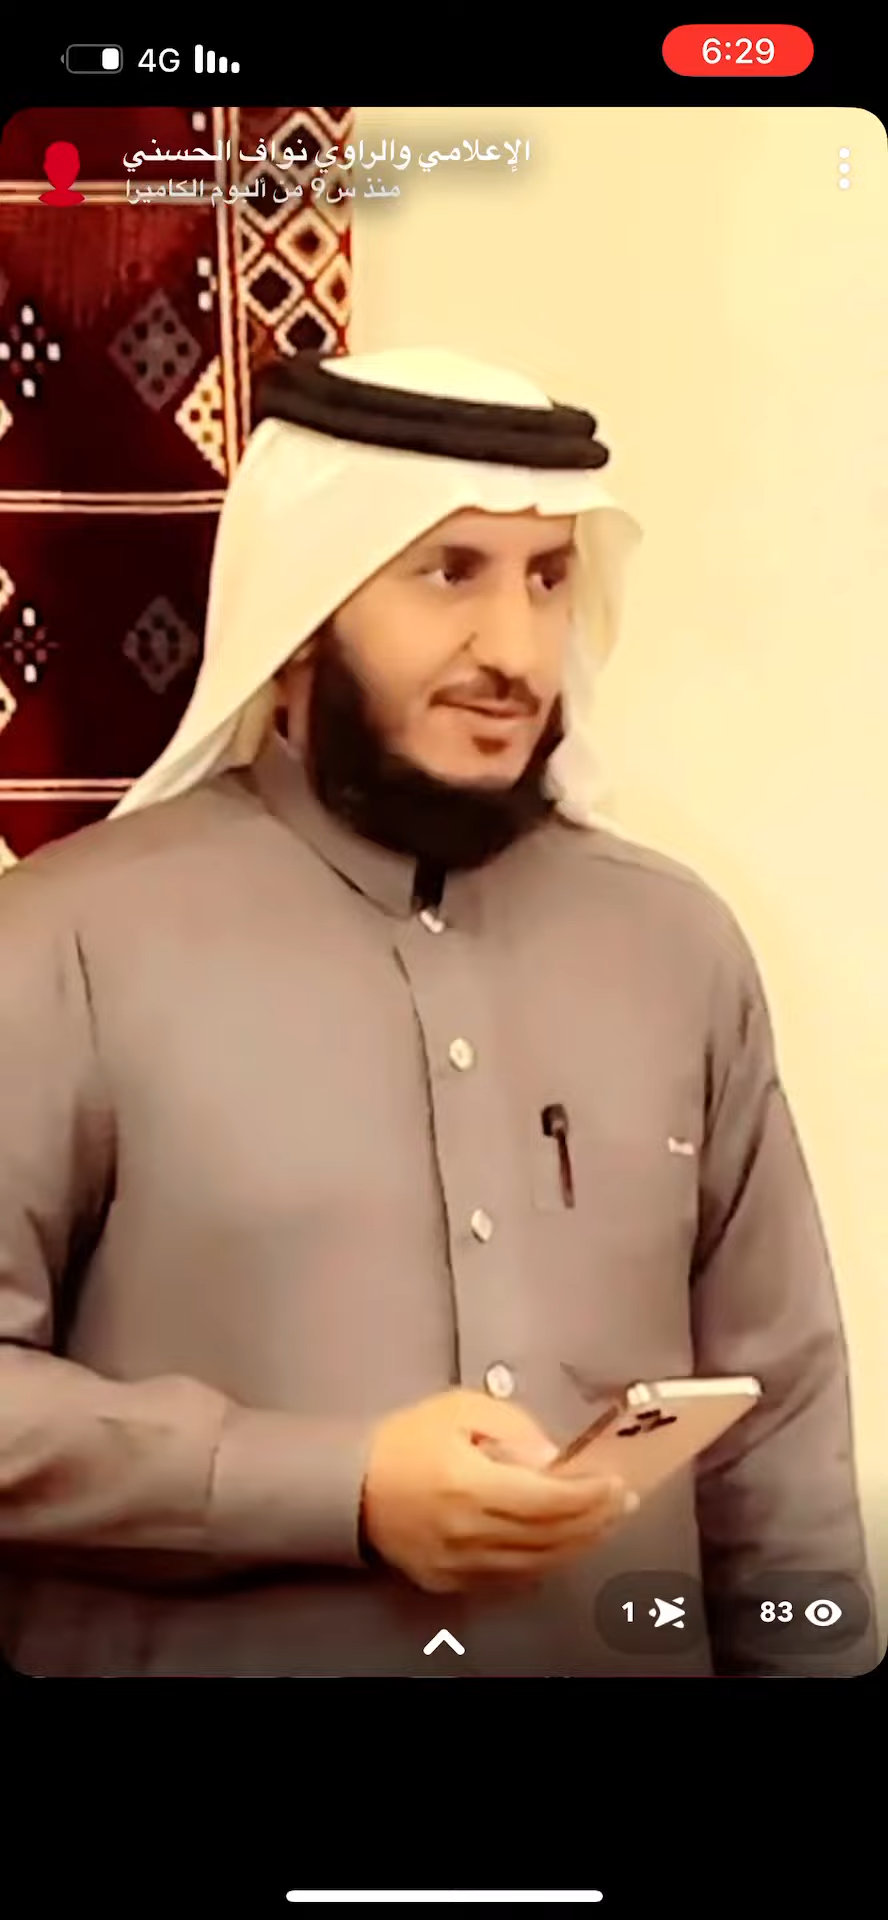 4G
6:29
الإعلامي والراوي نواف الحسني
منذ س9 من ألبوم الكاميرا
1
83